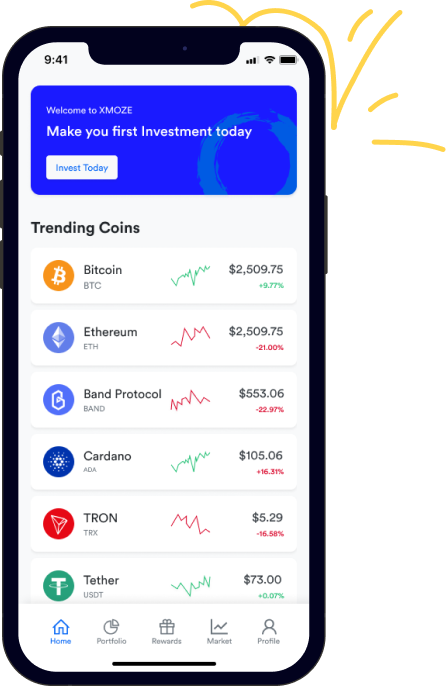 9:41
Welcome to XMOZE
Make you first Investment today
Invest Today
Trending Coins
Bitcoin
BTC
$2,509.75
+9.77%
Ethereum
ETH
$2,509.75
-21.00%
Band Protocol
BAND
$553.06
-22.97%
Cardano
ADA
$105.06
+16.31%
TRON
TRX
$5.29
-16.58%
Tether
USDT
$73.00
+0.07%
Home Portfolio Rewards Market Profile